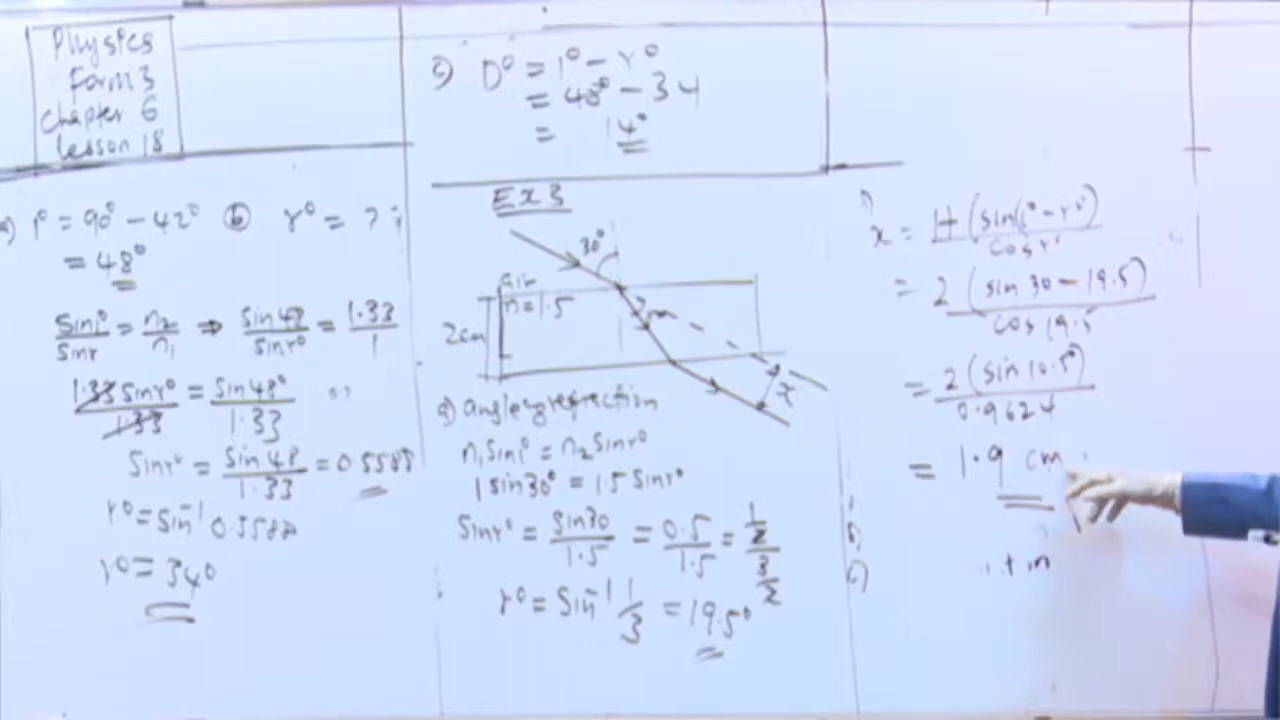 Physics
Form 3
Chapter 6
Lesson 18
a) i° = 90° - 42°
= 48°
sin i° / sin r = n2 / n1 ⇒ sin 48 / sin r° = 1.33 / 1
1.33 sin r° / 1.33 = sin 48° / 1.33
sin r° = sin 48 / 1.33 = 0.5588
r° = sin⁻¹ 0.5588
r° = 34°
b) r° = ?
c) D° = i° - r°
= 48° - 34
= 14°
Ex 3
30°
air
n = 1.5
2cm
x
a) angle of refraction
n1 sin i° = n2 sin r°
1 sin 30° = 1.5 sin r°
sin r° = sin 30 / 1.5 = 0.5 / 1.5 = 1/2 / 3/2
r° = sin⁻¹ 1/3 = 19.5°
x = H (sin(i° - r°) / cos r°
= 2 (sin 30 - 19.5) / cos 19.5
= 2 (sin 10.5°) / 0.9624
= 1.9 cm
b)
c)